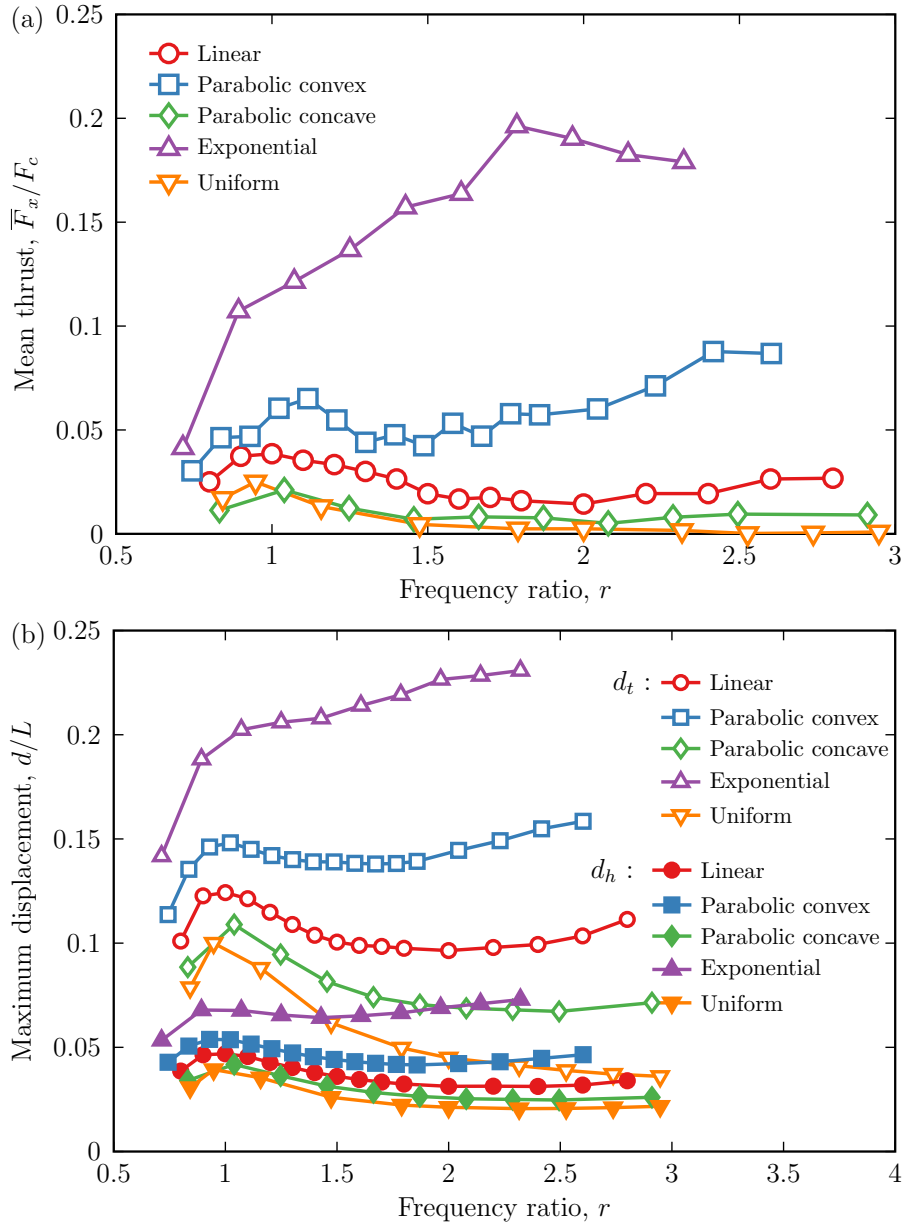 (a)
Linear
Parabolic convex
Parabolic concave
Exponential
Uniform
0.25
0.2
0.15
0.1
0.05
0
Mean thrust, F̅ₓ/F_c
0.5 1 1.5 2 2.5 3
Frequency ratio, r
(b)
d_t :
Linear
Parabolic convex
Parabolic concave
Exponential
Uniform
d_h :
Linear
Parabolic convex
Parabolic concave
Exponential
Uniform
0.25
0.2
0.15
0.1
0.05
0
Maximum displacement, d/L
0.5 1 1.5 2 2.5 3 3.5 4
Frequency ratio, r